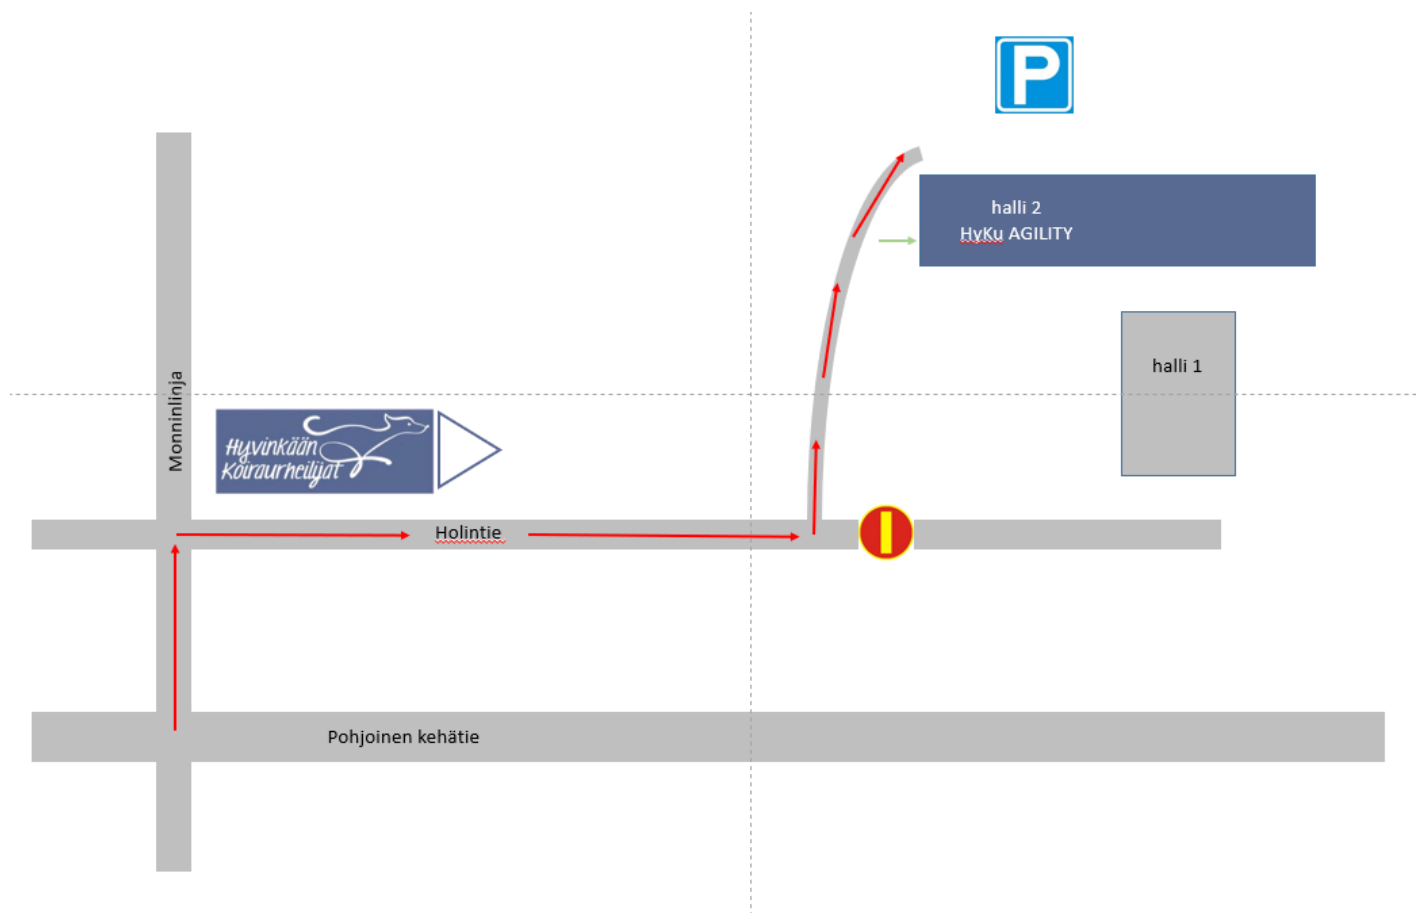 P
halli 2
HyKu AGILITY
halli 1
Monninlinja
Hyvinkään
Koiraurheilijat
Holintie
Pohjoinen kehätie